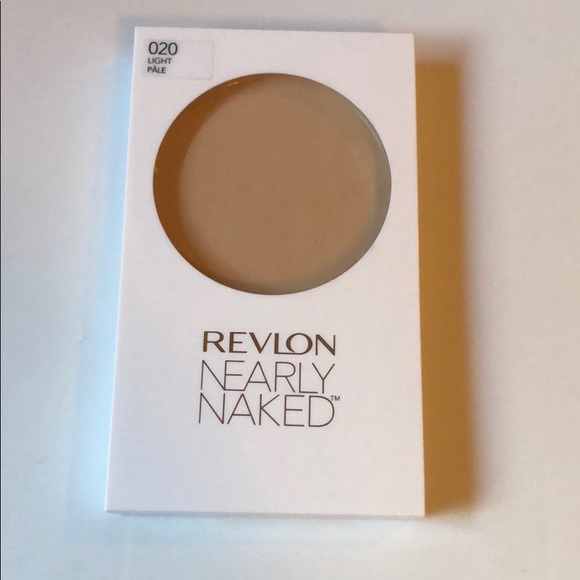 020
LIGHT
PÂLE
REVLON
NEARLY
NAKED™